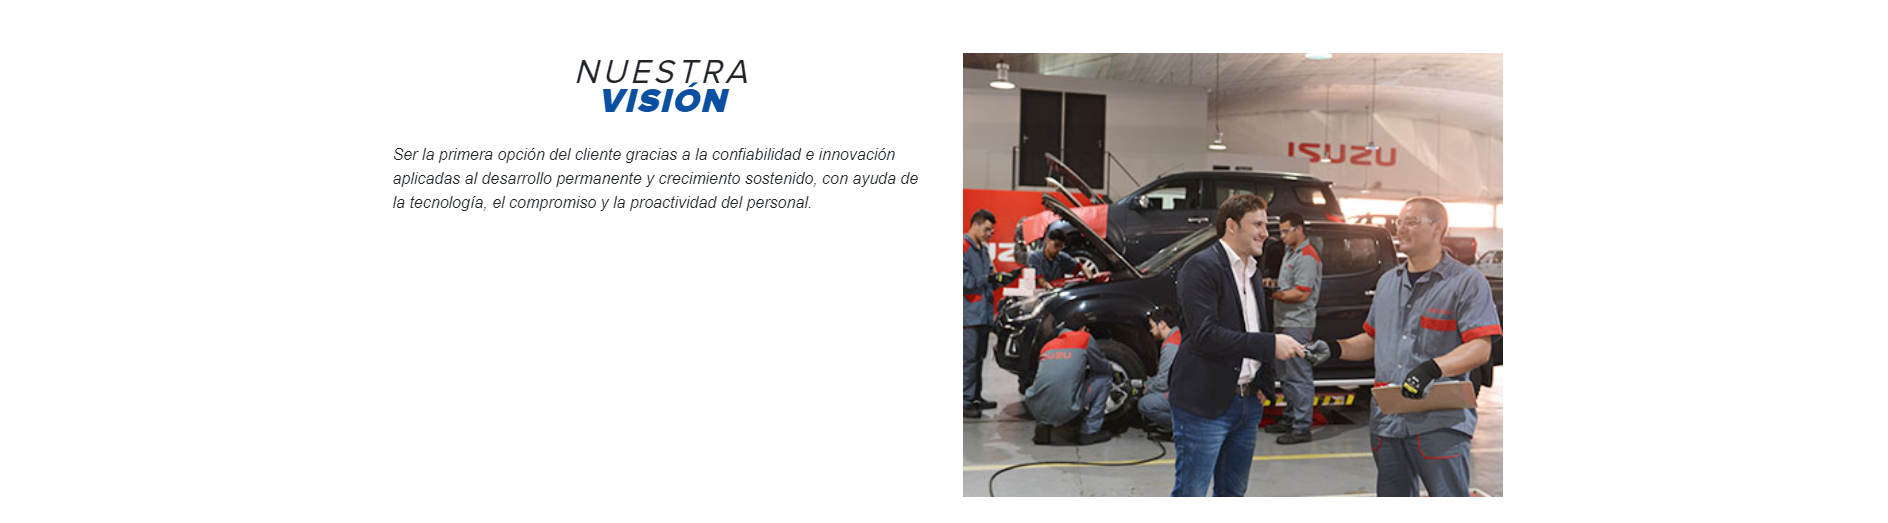 NUESTRA
VISIÓN
Ser la primera opción del cliente gracias a la confiabilidad e innovación
aplicadas al desarrollo permanente y crecimiento sostenido, con ayuda de
la tecnología, el compromiso y la proactividad del personal.
ISUZU
ISUZU